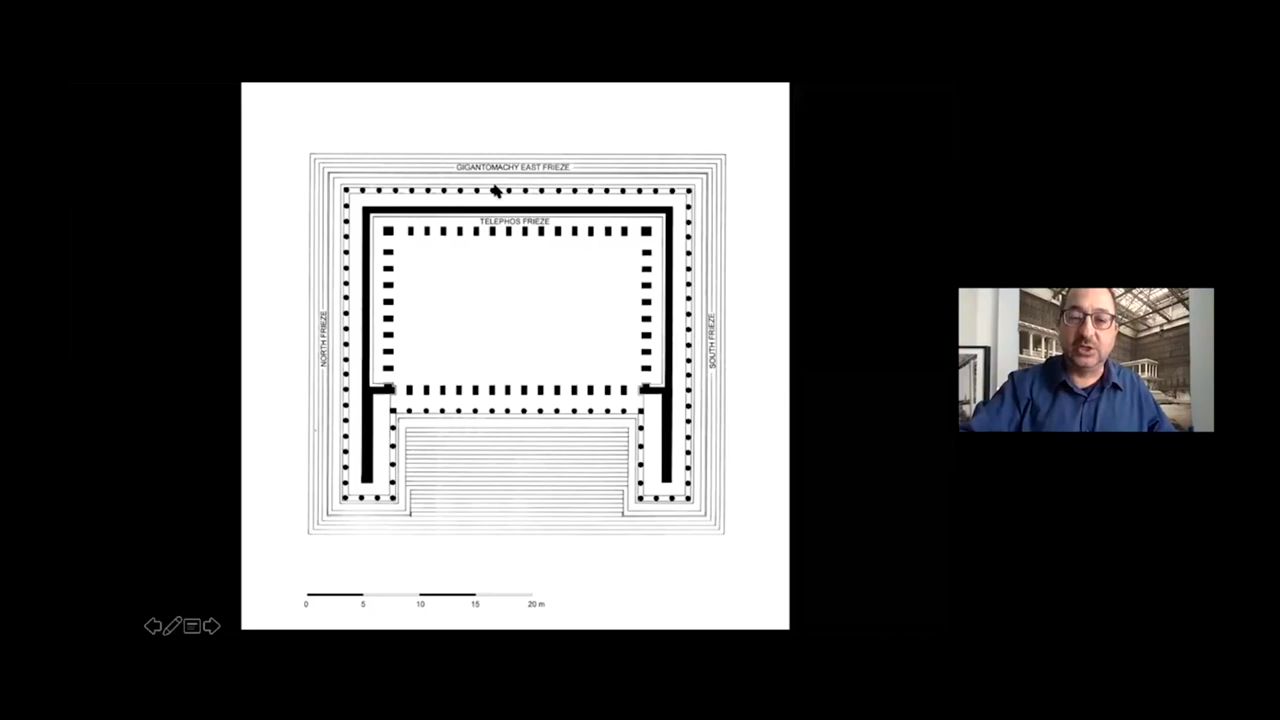 GIGANTOMACHY EAST FRIEZE
TELEPHOS FRIEZE
NORTH FRIEZE
SOUTH FRIEZE
0 5 10 15 20 m